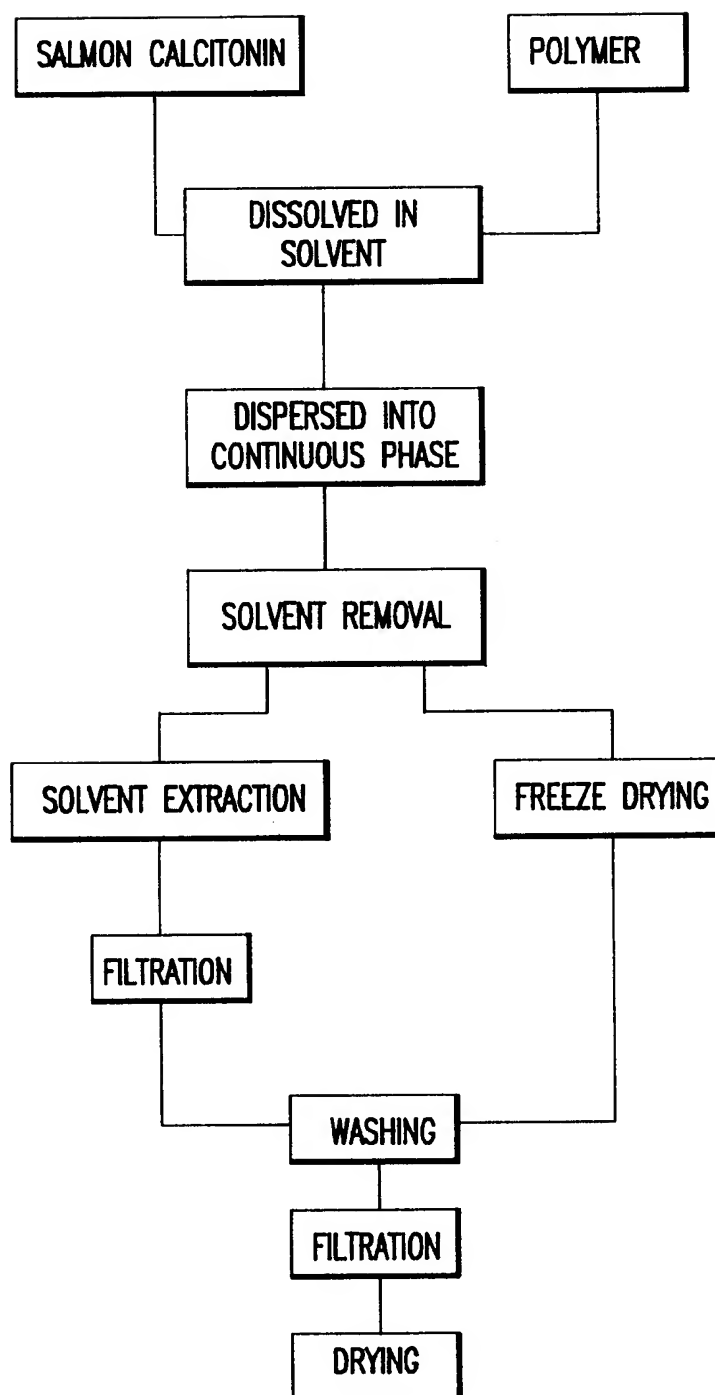 SALMON CALCITONIN
POLYMER
DISSOLVED IN
SOLVENT
DISPERSED INTO
CONTINUOUS PHASE
SOLVENT REMOVAL
SOLVENT EXTRACTION
FREEZE DRYING
FILTRATION
WASHING
FILTRATION
DRYING